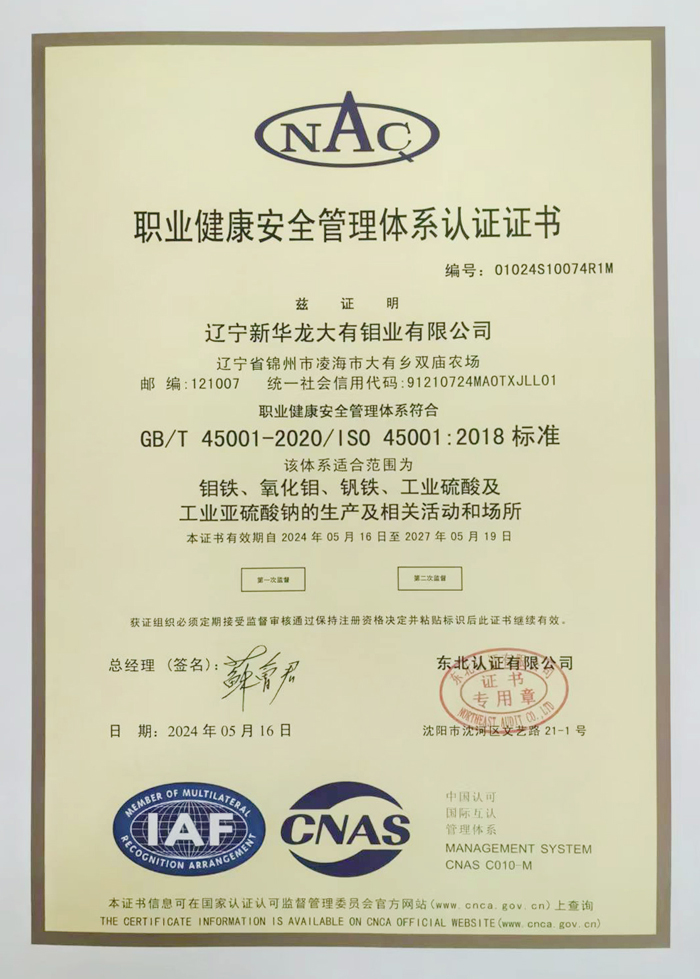 NAC
职业健康安全管理体系认证证书
编号：01024S10074R1M
兹 证 明
辽宁新华龙大有钼业有限公司
辽宁省锦州市凌海市大有乡双庙农场
邮 编:121007 统一社会信用代码:91210724MA0TXJLL01
职业健康安全管理体系符合
GB/T 45001-2020/ISO 45001:2018 标准
该体系适合范围为
钼铁、氧化钼、钒铁、工业硫酸及
工业亚硫酸钠的生产及相关活动和场所
本证书有效期自 2024 年 05 月 16 日至 2027 年 05 月 19 日
第一次监督
第二次监督
获证组织必须定期接受监督审核通过保持注册资格决定并粘贴标识后此证书继续有效。
总经理 （签名）:
东北认证有限公司
东北认证有限公司
证书
专用章
NORTHEAST AUDIT CO.,LTD
日 期: 2024 年 05 月 16 日
沈阳市沈河区文艺路 21-1 号
MEMBER OF MULTILATERAL
IAF
RECOGNITION ARRANGEMENT
CNAS
中国认可
国际互认
管理体系
MANAGEMENT SYSTEM
CNAS C010-M
本证书信息可在国家认证认可监督管理委员会官方网站(www.cnca.gov.cn)上查询
THE CERTIFICATE INFORMATION IS AVAILABLE ON CNCA OFFICIAL WEBSITE(www.cnca.gov.cn)